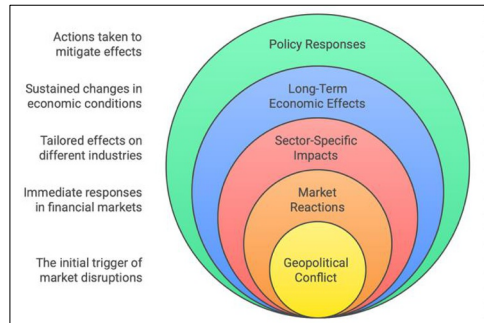 Actions taken to
mitigate effects
Policy Responses
Sustained changes in
economic conditions
Long-Term
Economic Effects
Tailored effects on
different industries
Sector-Specific
Impacts
Immediate responses
in financial markets
Market
Reactions
The initial trigger of
market disruptions
Geopolitical
Conflict